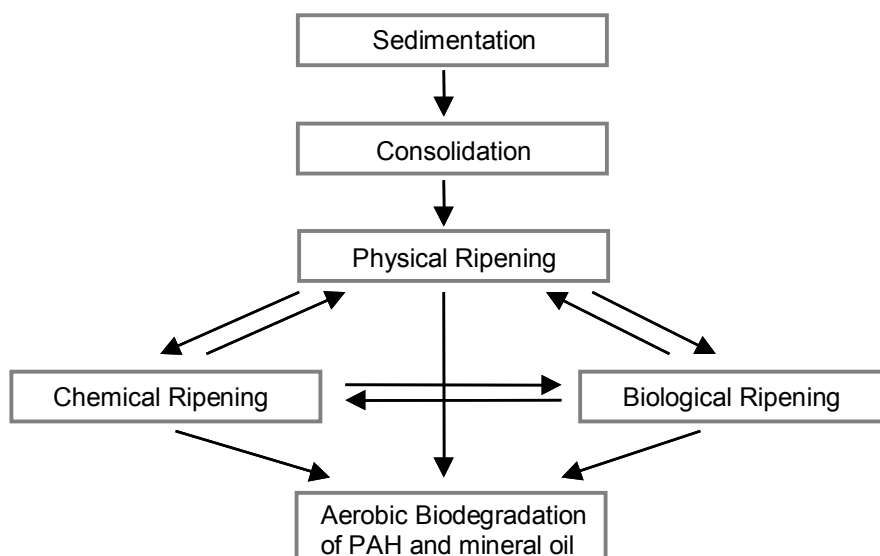 Sedimentation
Consolidation
Physical Ripening
Chemical Ripening
Biological Ripening
Aerobic Biodegradation
of PAH and mineral oil